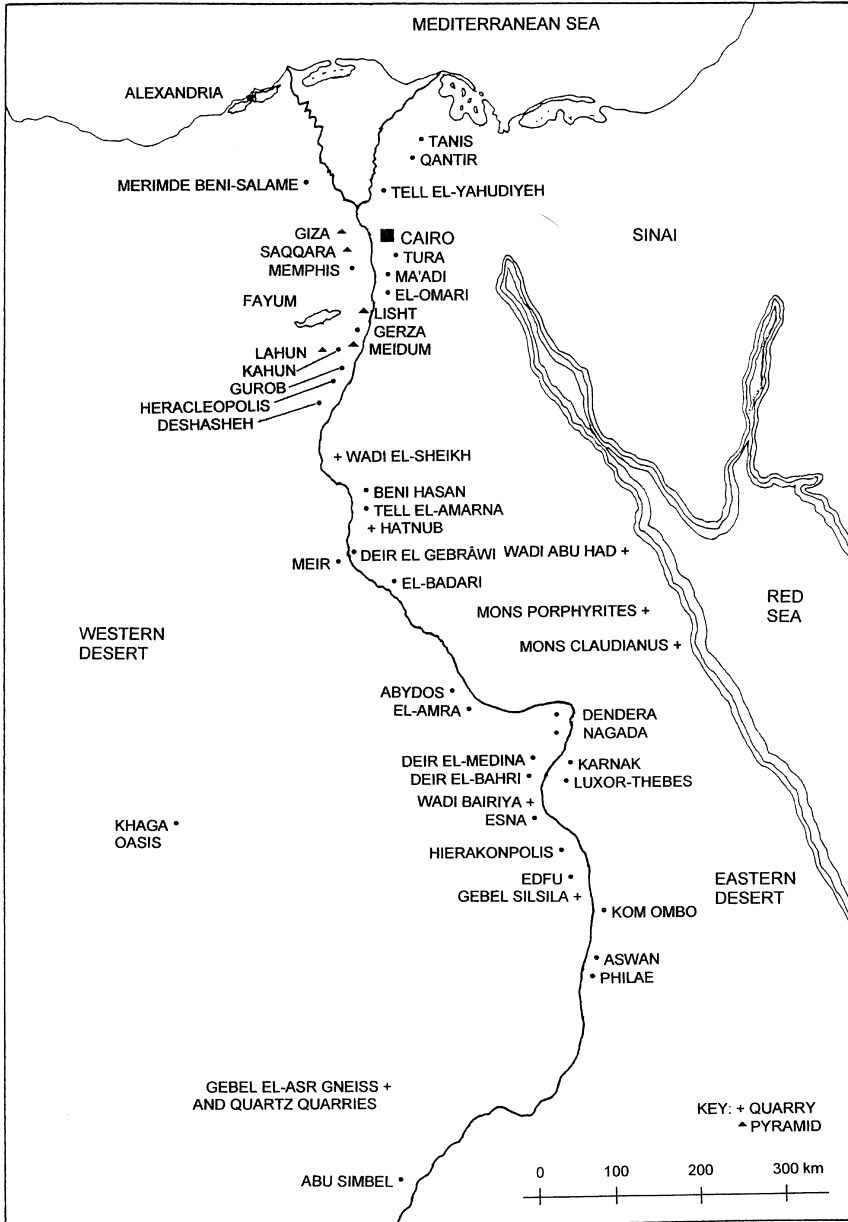 MEDITERRANEAN SEA
ALEXANDRIA
TANIS
QANTIR
MERIMDE BENI-SALAME
TELL EL-YAHUDIYEH
GIZA
CAIRO
SINAI
SAQQARA
TURA
MEMPHIS
MA'ADI
EL-OMARI
FAYUM
LISHT
GERZA
LAHUN
MEIDUM
KAHUN
GUROB
HERACLEOPOLIS
DESHASHEH
+ WADI EL-SHEIKH
BENI HASAN
TELL EL-AMARNA
+ HATNUB
DEIR EL GEBRÂWI
WADI ABU HAD +
MEIR
EL-BADARI
RED
SEA
MONS PORPHYRITES +
WESTERN
DESERT
MONS CLAUDIANUS +
ABYDOS
EL-AMRA
DENDERA
NAGADA
DEIR EL-MEDINA
KARNAK
DEIR EL-BAHRI
LUXOR-THEBES
WADI BAIRIYA +
ESNA
KHAGA
OASIS
HIERAKONPOLIS
EDFU
EASTERN
DESERT
GEBEL SILSILA +
KOM OMBO
ASWAN
PHILAE
GEBEL EL-ASR GNEISS +
AND QUARTZ QUARRIES
KEY: + QUARRY
▲ PYRAMID
ABU SIMBEL
0 100 200 300 km